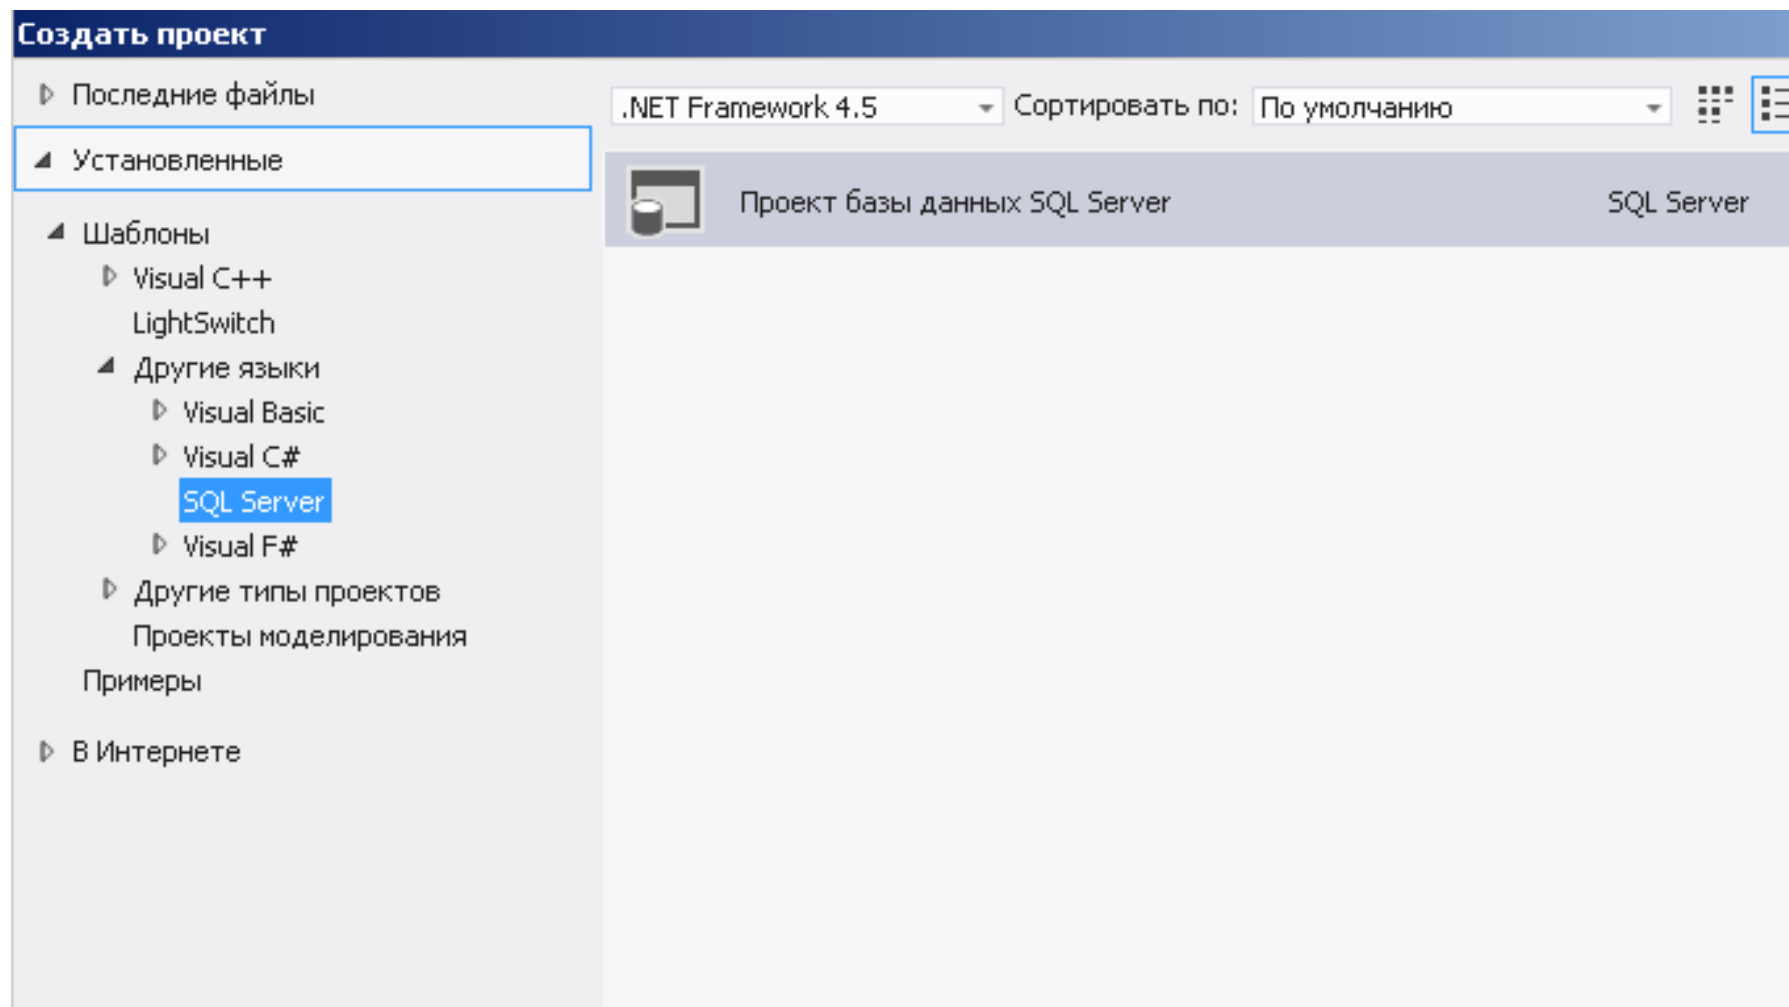 Создать проект
Последние файлы
Установленные
Шаблоны
Visual C++
LightSwitch
Другие языки
Visual Basic
Visual C#
SQL Server
Visual F#
Другие типы проектов
Проекты моделирования
Примеры
В Интернете
.NET Framework 4.5 Сортировать по: По умолчанию
Проект базы данных SQL Server SQL Server